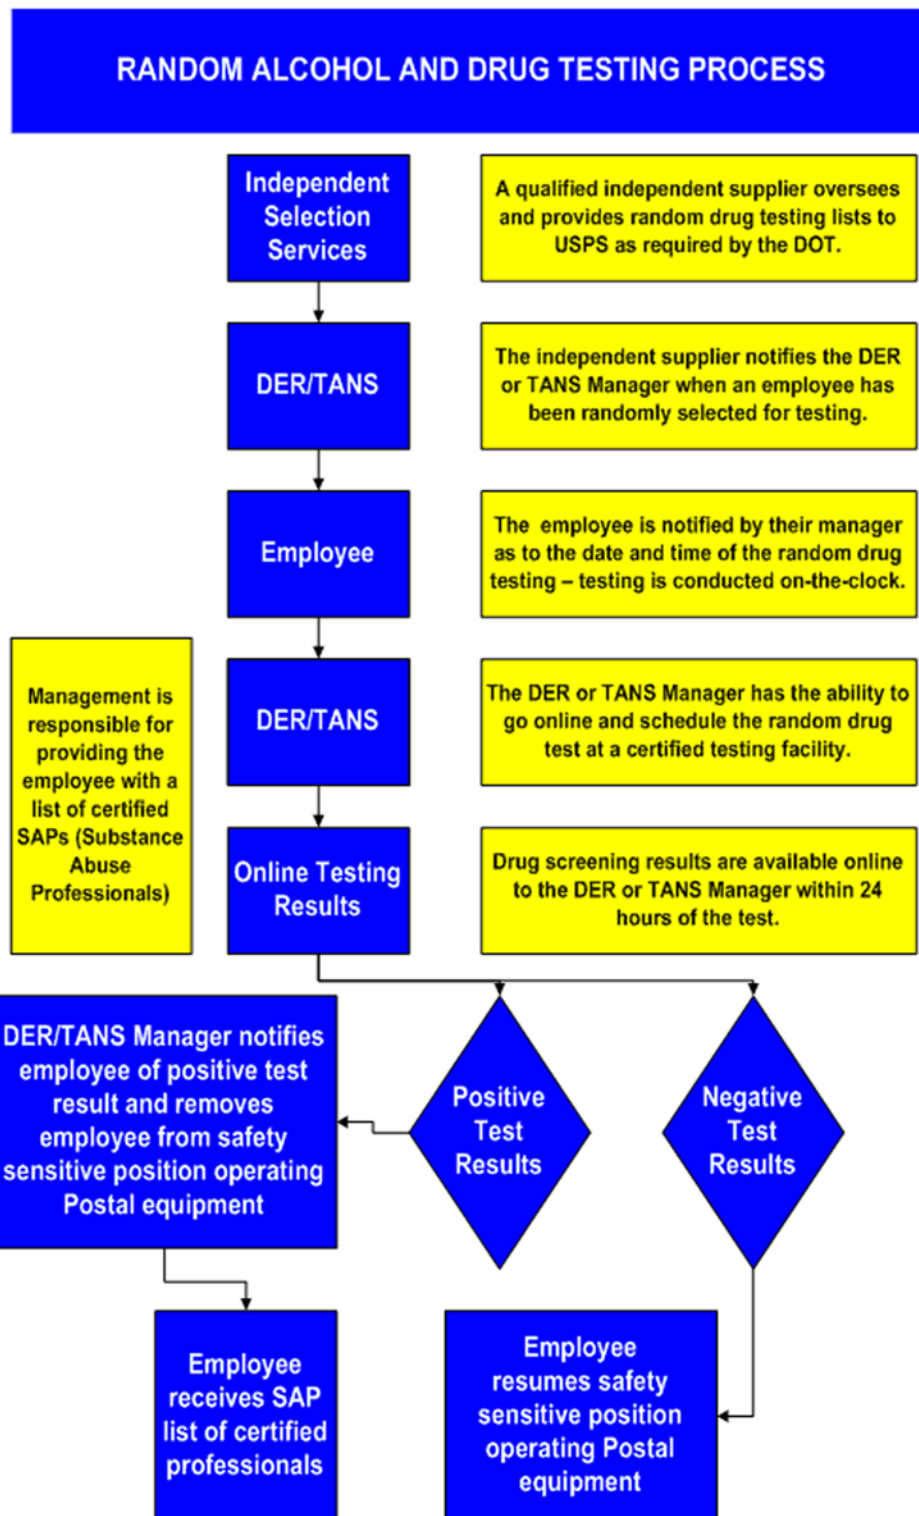 RANDOM ALCOHOL AND DRUG TESTING PROCESS
Independent
Selection
Services
A qualified independent supplier oversees
and provides random drug testing lists to
USPS as required by the DOT.
DER/TANS
The independent supplier notifies the DER
or TANS Manager when an employee has
been randomly selected for testing.
Employee
The employee is notified by their manager
as to the date and time of the random drug
testing – testing is conducted on-the-clock.
Management is
responsible for
providing the
employee with a
list of certified
SAPs (Substance
Abuse
Professionals)
DER/TANS
The DER or TANS Manager has the ability to
go online and schedule the random drug
test at a certified testing facility.
Online Testing
Results
Drug screening results are available online
to the DER or TANS Manager within 24
hours of the test.
DER/TANS Manager notifies
employee of positive test
result and removes
employee from safety
sensitive position operating
Postal equipment
Positive
Test
Results
Negative
Test
Results
Employee
receives SAP
list of certified
professionals
Employee
resumes safety
sensitive position
operating Postal
equipment